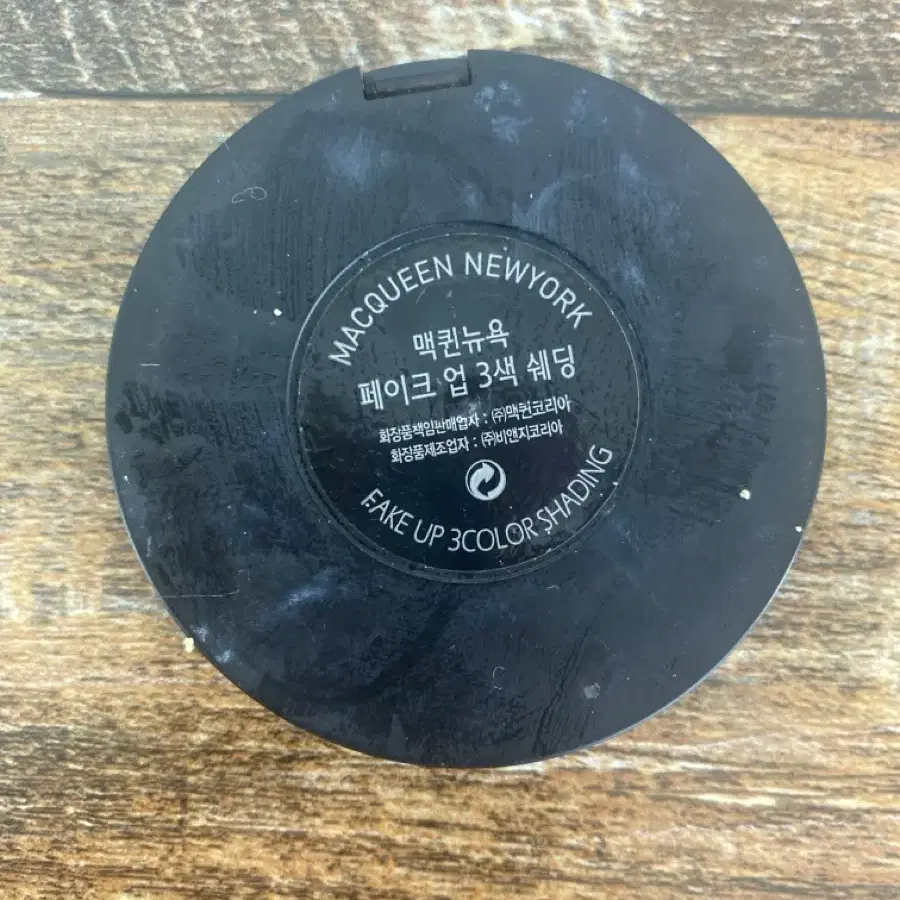 MACQUEEN NEWYORK
맥퀸뉴욕
페이크 업 3색 쉐딩
화장품책임판매업자 : ㈜맥퀸코리아
화장품제조업자 : ㈜비앤지코리아
FAKE UP 3COLOR SHADING